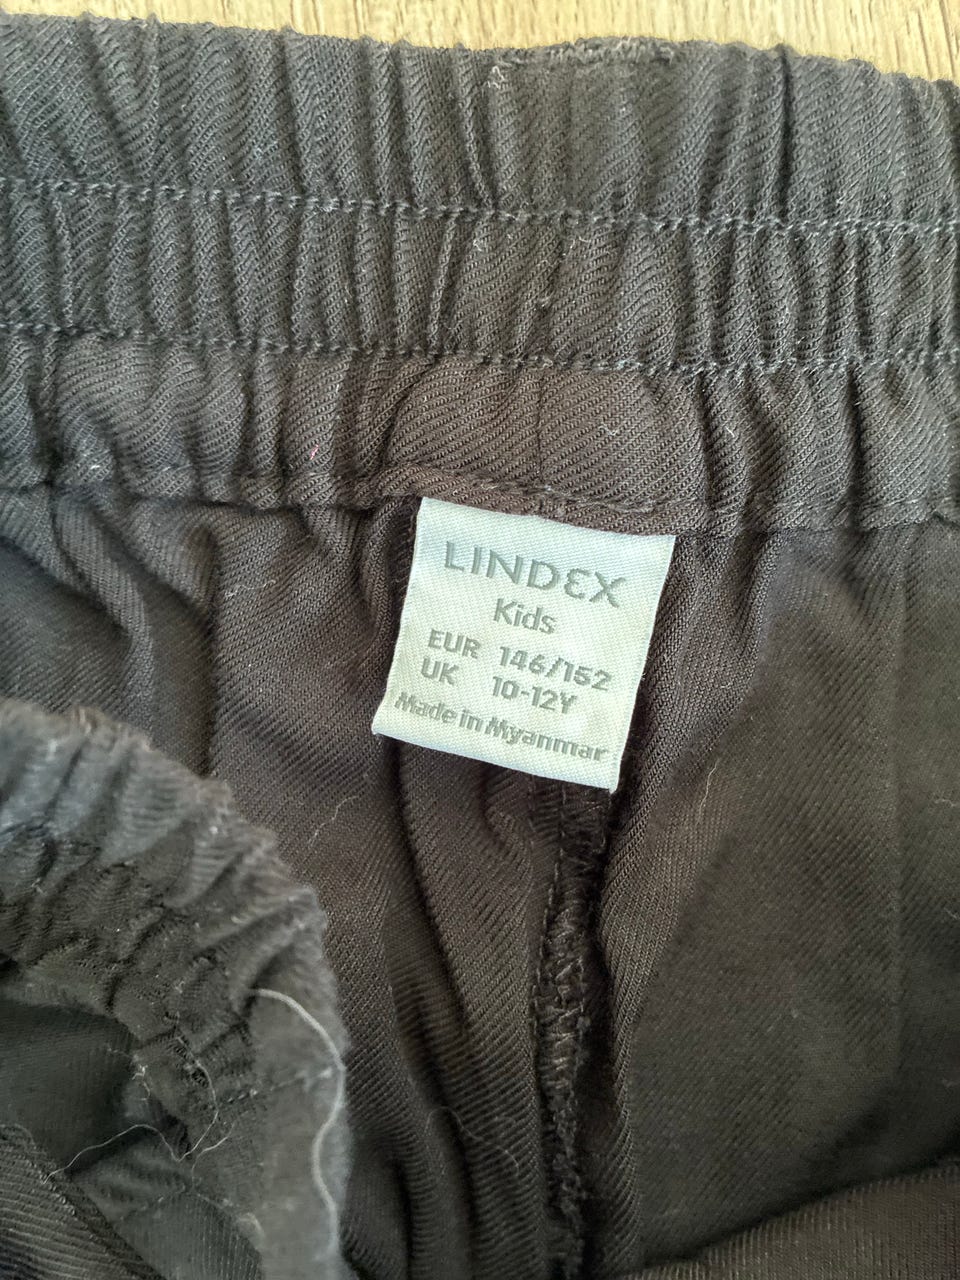 LINDEX
Kids
EUR 146/152
UK 10-12Y
Made in Myanmar